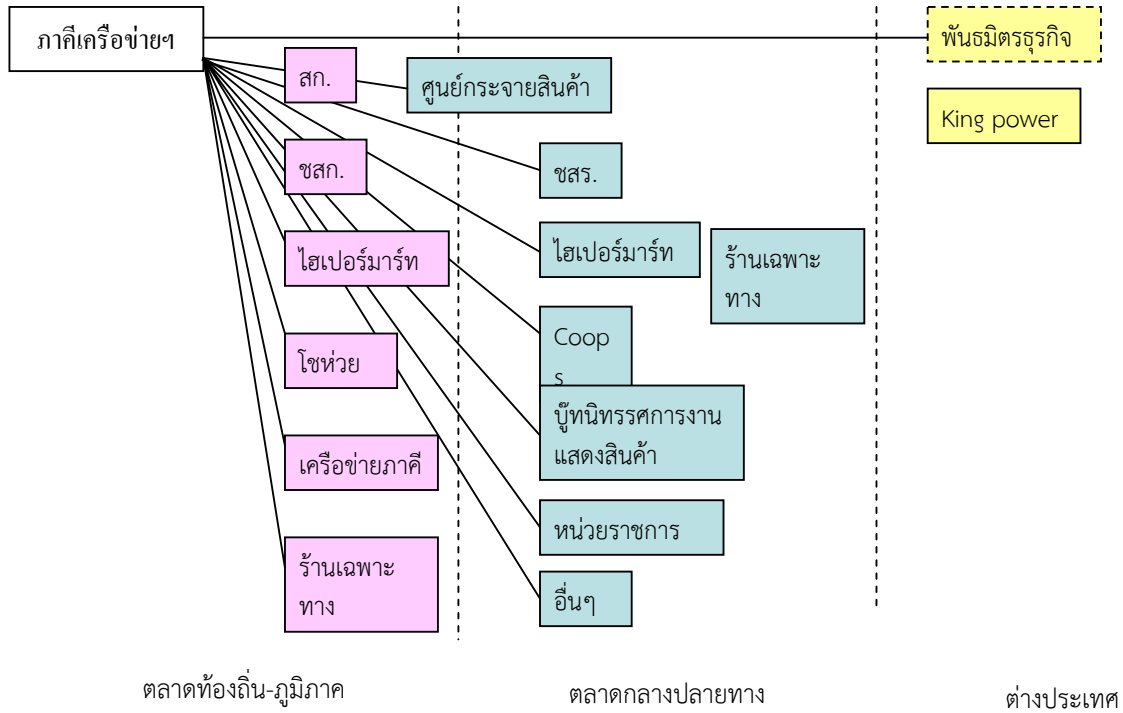 ภาคีเครือข่ายฯ
พันธมิตรธุรกิจ
สก.
ศูนย์กระจายสินค้า
King power
ชสก.
ชสร.
ไฮเปอร์มาร์ท
ไฮเปอร์มาร์ท
ร้านเฉพาะ
ทาง
โชห่วย
Coop
s
บู๊ทนิทรรศการงาน
แสดงสินค้า
เครือข่ายภาคี
หน่วยราชการ
ร้านเฉพาะ
ทาง
อื่นๆ
ตลาดท้องถิ่น-ภูมิภาค
ตลาดกลางปลายทาง
ต่างประเทศ